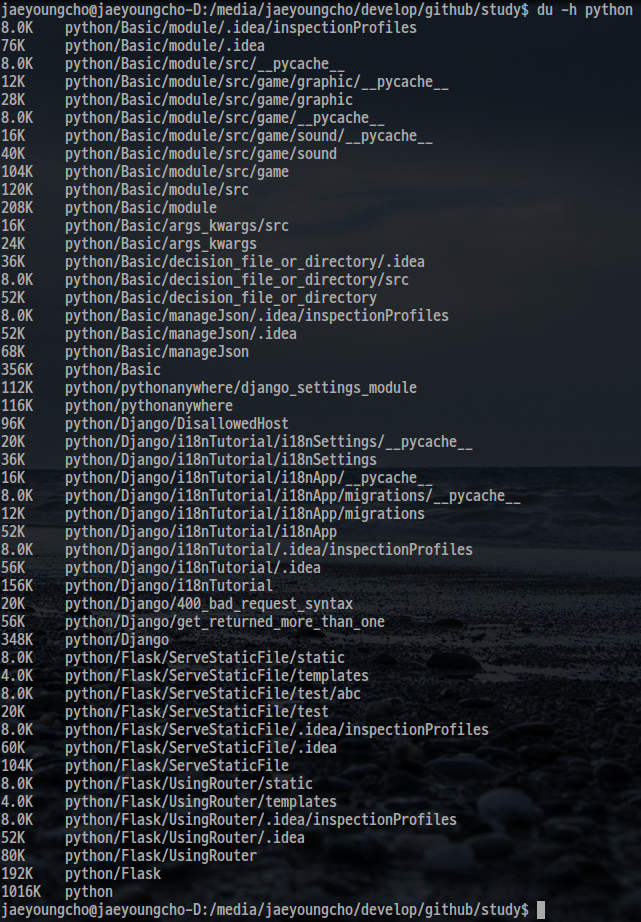 jaeyoungcho@jaeyoungcho-D:/media/jaeyoungcho/develop/github/study$ du -h python
8.0K	python/Basic/module/.idea/inspectionProfiles
76K	python/Basic/module/.idea
8.0K	python/Basic/module/src/__pycache__
12K	python/Basic/module/src/game/graphic/__pycache__
28K	python/Basic/module/src/game/graphic
8.0K	python/Basic/module/src/game/__pycache__
16K	python/Basic/module/src/game/sound/__pycache__
40K	python/Basic/module/src/game/sound
104K	python/Basic/module/src/game
120K	python/Basic/module/src
208K	python/Basic/module
16K	python/Basic/args_kwargs/src
24K	python/Basic/args_kwargs
36K	python/Basic/decision_file_or_directory/.idea
8.0K	python/Basic/decision_file_or_directory/src
52K	python/Basic/decision_file_or_directory
8.0K	python/Basic/manageJson/.idea/inspectionProfiles
52K	python/Basic/manageJson/.idea
68K	python/Basic/manageJson
356K	python/Basic
112K	python/pythonanywhere/django_settings_module
116K	python/pythonanywhere
96K	python/Django/DisallowedHost
20K	python/Django/i18nTutorial/i18nSettings/__pycache__
36K	python/Django/i18nTutorial/i18nSettings
16K	python/Django/i18nTutorial/i18nApp/__pycache__
8.0K	python/Django/i18nTutorial/i18nApp/migrations/__pycache__
12K	python/Django/i18nTutorial/i18nApp/migrations
52K	python/Django/i18nTutorial/i18nApp
8.0K	python/Django/i18nTutorial/.idea/inspectionProfiles
56K	python/Django/i18nTutorial/.idea
156K	python/Django/i18nTutorial
20K	python/Django/400_bad_request_syntax
56K	python/Django/get_returned_more_than_one
348K	python/Django
8.0K	python/Flask/ServeStaticFile/static
4.0K	python/Flask/ServeStaticFile/templates
8.0K	python/Flask/ServeStaticFile/test/abc
20K	python/Flask/ServeStaticFile/test
8.0K	python/Flask/ServeStaticFile/.idea/inspectionProfiles
60K	python/Flask/ServeStaticFile/.idea
104K	python/Flask/ServeStaticFile
8.0K	python/Flask/UsingRouter/static
4.0K	python/Flask/UsingRouter/templates
8.0K	python/Flask/UsingRouter/.idea/inspectionProfiles
52K	python/Flask/UsingRouter/.idea
80K	python/Flask/UsingRouter
192K	python/Flask
1016K	python
jaeyoungcho@jaeyoungcho-D:/media/jaeyoungcho/develop/github/study$